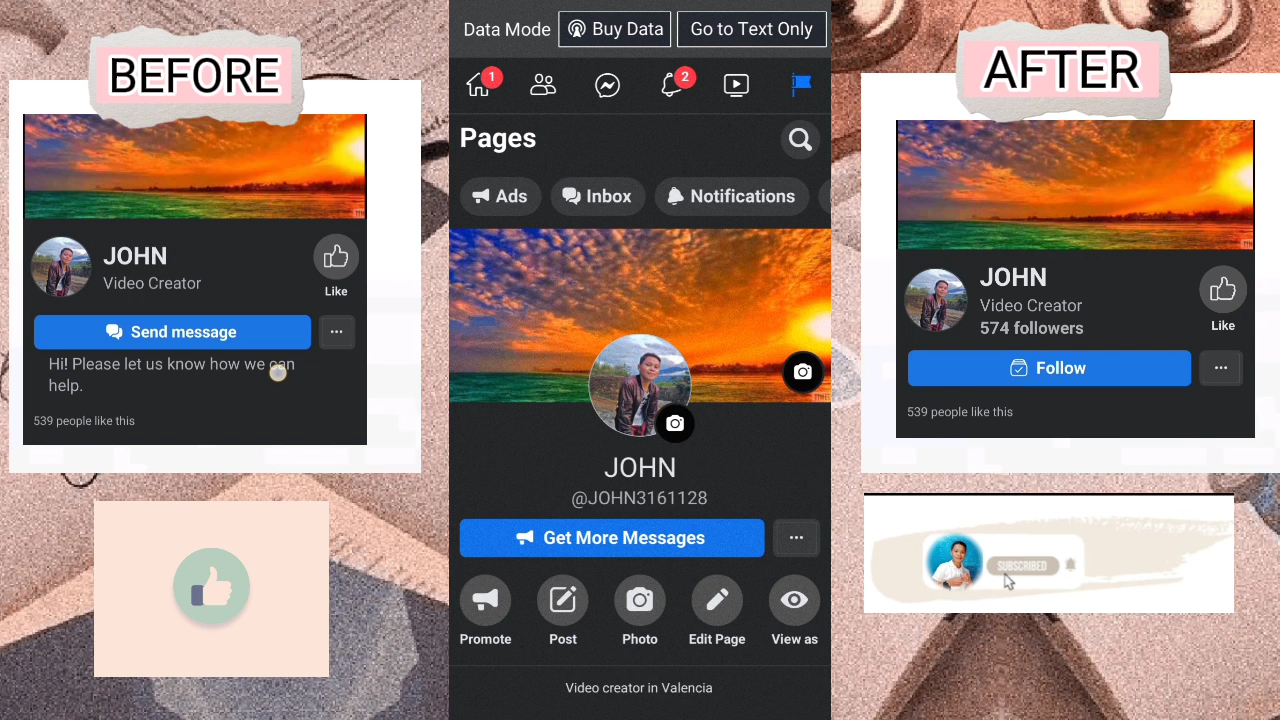 BEFORE
JOHN
Video Creator
Like
Send message
Hi! Please let us know how we can
help.
539 people like this
Data Mode
Buy Data
Go to Text Only
1
2
Pages
Ads
Inbox
Notifications
JOHN
@JOHN3161128
Get More Messages
Promote
Post
Photo
Edit Page
View as
Video creator in Valencia
AFTER
JOHN
Video Creator
574 followers
Like
Follow
539 people like this
SUBSCRIBED